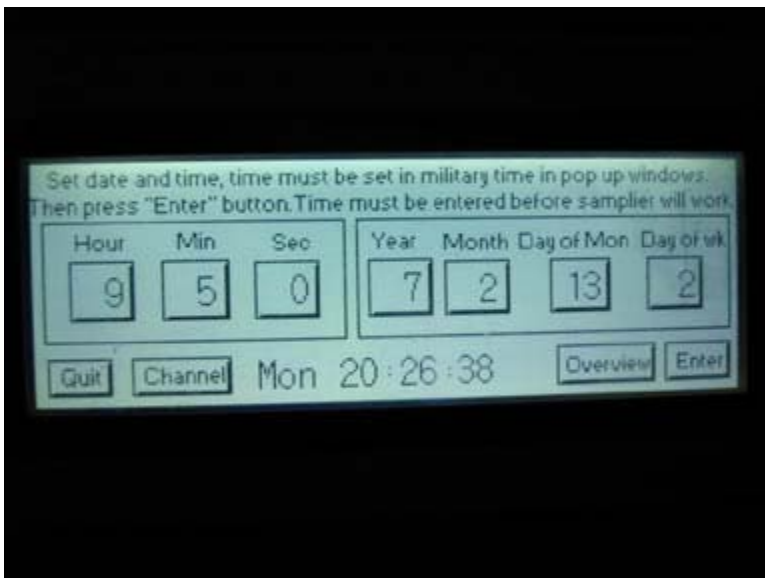 Set date and time, time must be set in military time in pop up windows.
Then press "Enter" button. Time must be entered before samplier will work.
Hour Min Sec Year Month Day of Mon Day of wk
9 5 0 7 2 13 2
Quit Channel Mon 20:26:38 Overview Enter